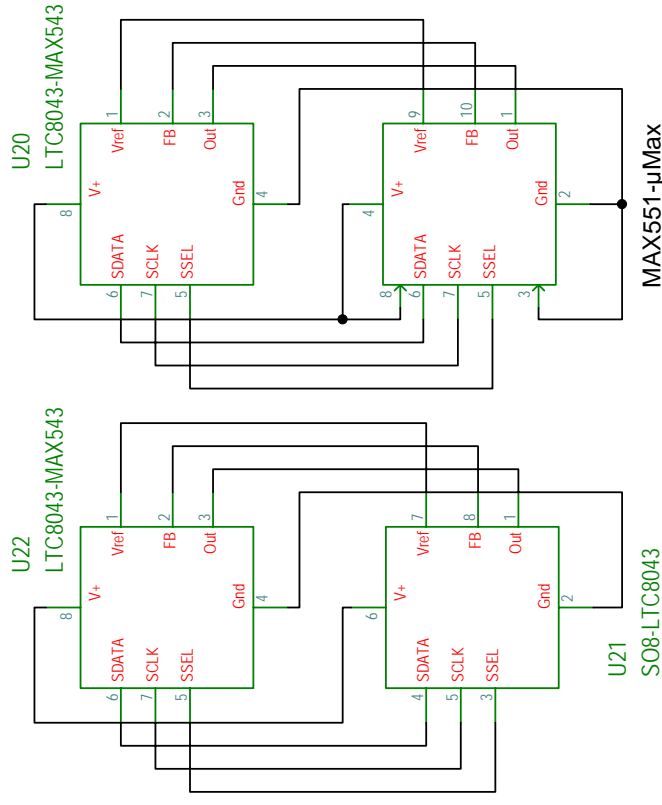 U20
LTC8043-MAX543
1
2
3
Vref
FB
Out
8
V+
Gnd
4
SDATA
SCLK
SSEL
6
7
5
9
10
1
Vref
FB
Out
4
V+
Gnd
2
SDATA
SCLK
SSEL
8
6
7
5
3
MAX551-µMax
U22
LTC8043-MAX543
1
2
3
Vref
FB
Out
8
V+
Gnd
4
SDATA
SCLK
SSEL
6
7
5
7
8
1
Vref
FB
Out
6
V+
Gnd
2
SDATA
SCLK
SSEL
4
5
3
U21
SO8-LTC8043